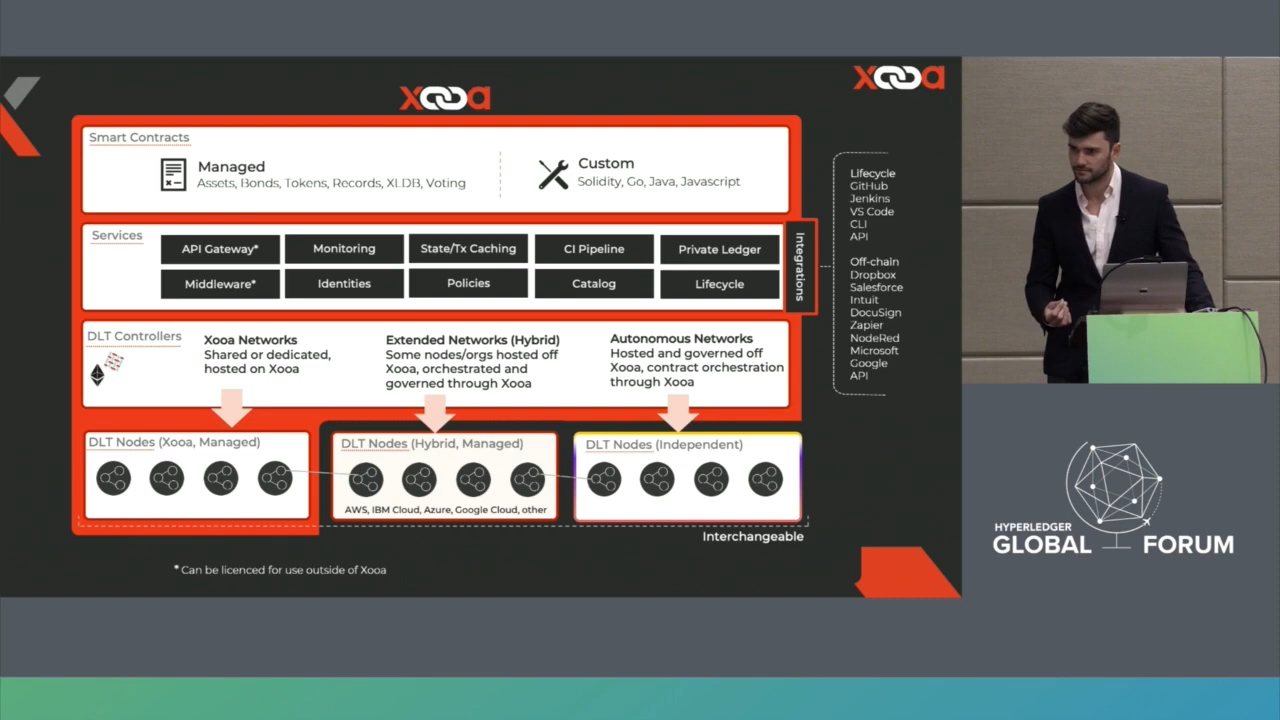 xooa
xooa
Smart Contracts
Managed
Assets, Bonds, Tokens, Records, XLDB, Voting
Custom
Solidity, Go, Java, Javascript
Services
API Gateway*
Monitoring
State/Tx Caching
CI Pipeline
Private Ledger
Middleware*
Identities
Policies
Catalog
Lifecycle
Integrations
DLT Controllers
Xooa Networks
Shared or dedicated,
hosted on Xooa
Extended Networks (Hybrid)
Some nodes/orgs hosted off
Xooa, orchestrated and
governed through Xooa
Autonomous Networks
Hosted and governed off
Xooa, contract orchestration
through Xooa
DLT Nodes (Xooa, Managed)
DLT Nodes (Hybrid, Managed)
AWS, IBM Cloud, Azure, Google Cloud, other
DLT Nodes (Independent)
Interchangeable
* Can be licenced for use outside of Xooa
Lifecycle
GitHub
Jenkins
VS Code
CLI
API
Off-chain
Dropbox
Salesforce
Intuit
DocuSign
Zapier
NodeRed
Microsoft
Google
API
HYPERLEDGER
GLOBAL FORUM